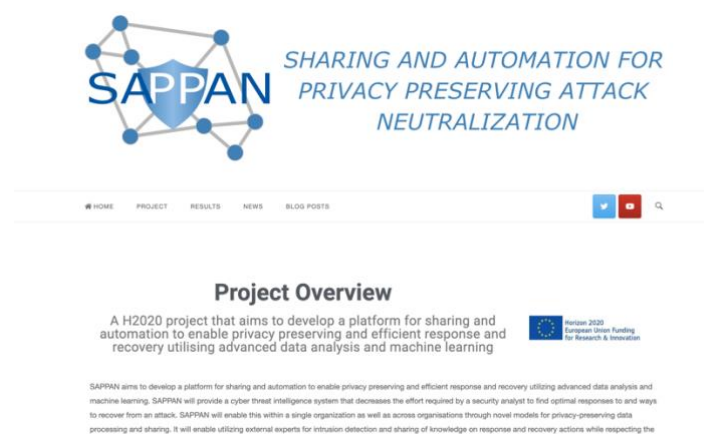 SAPPAN
SHARING AND AUTOMATION FOR
PRIVACY PRESERVING ATTACK
NEUTRALIZATION
HOME PROJECT RESULTS NEWS BLOG POSTS
Project Overview
A H2020 project that aims to develop a platform for sharing and
automation to enable privacy preserving and efficient response and
recovery utilising advanced data analysis and machine learning
Horizon 2020
European Union Funding
for Research & Innovation
SAPPAN aims to develop a platform for sharing and automation to enable privacy preserving and efficient response and recovery utilizing advanced data analysis and
machine learning. SAPPAN will provide a cyber threat intelligence system that decreases the effort required by a security analyst to find optimal responses to and ways
to recover from an attack. SAPPAN will enable this within a single organization as well as across organisations through novel models for privacy-preserving data
processing and sharing. It will enable utilizing external experts for intrusion detection and sharing of knowledge on response and recovery actions while respecting the